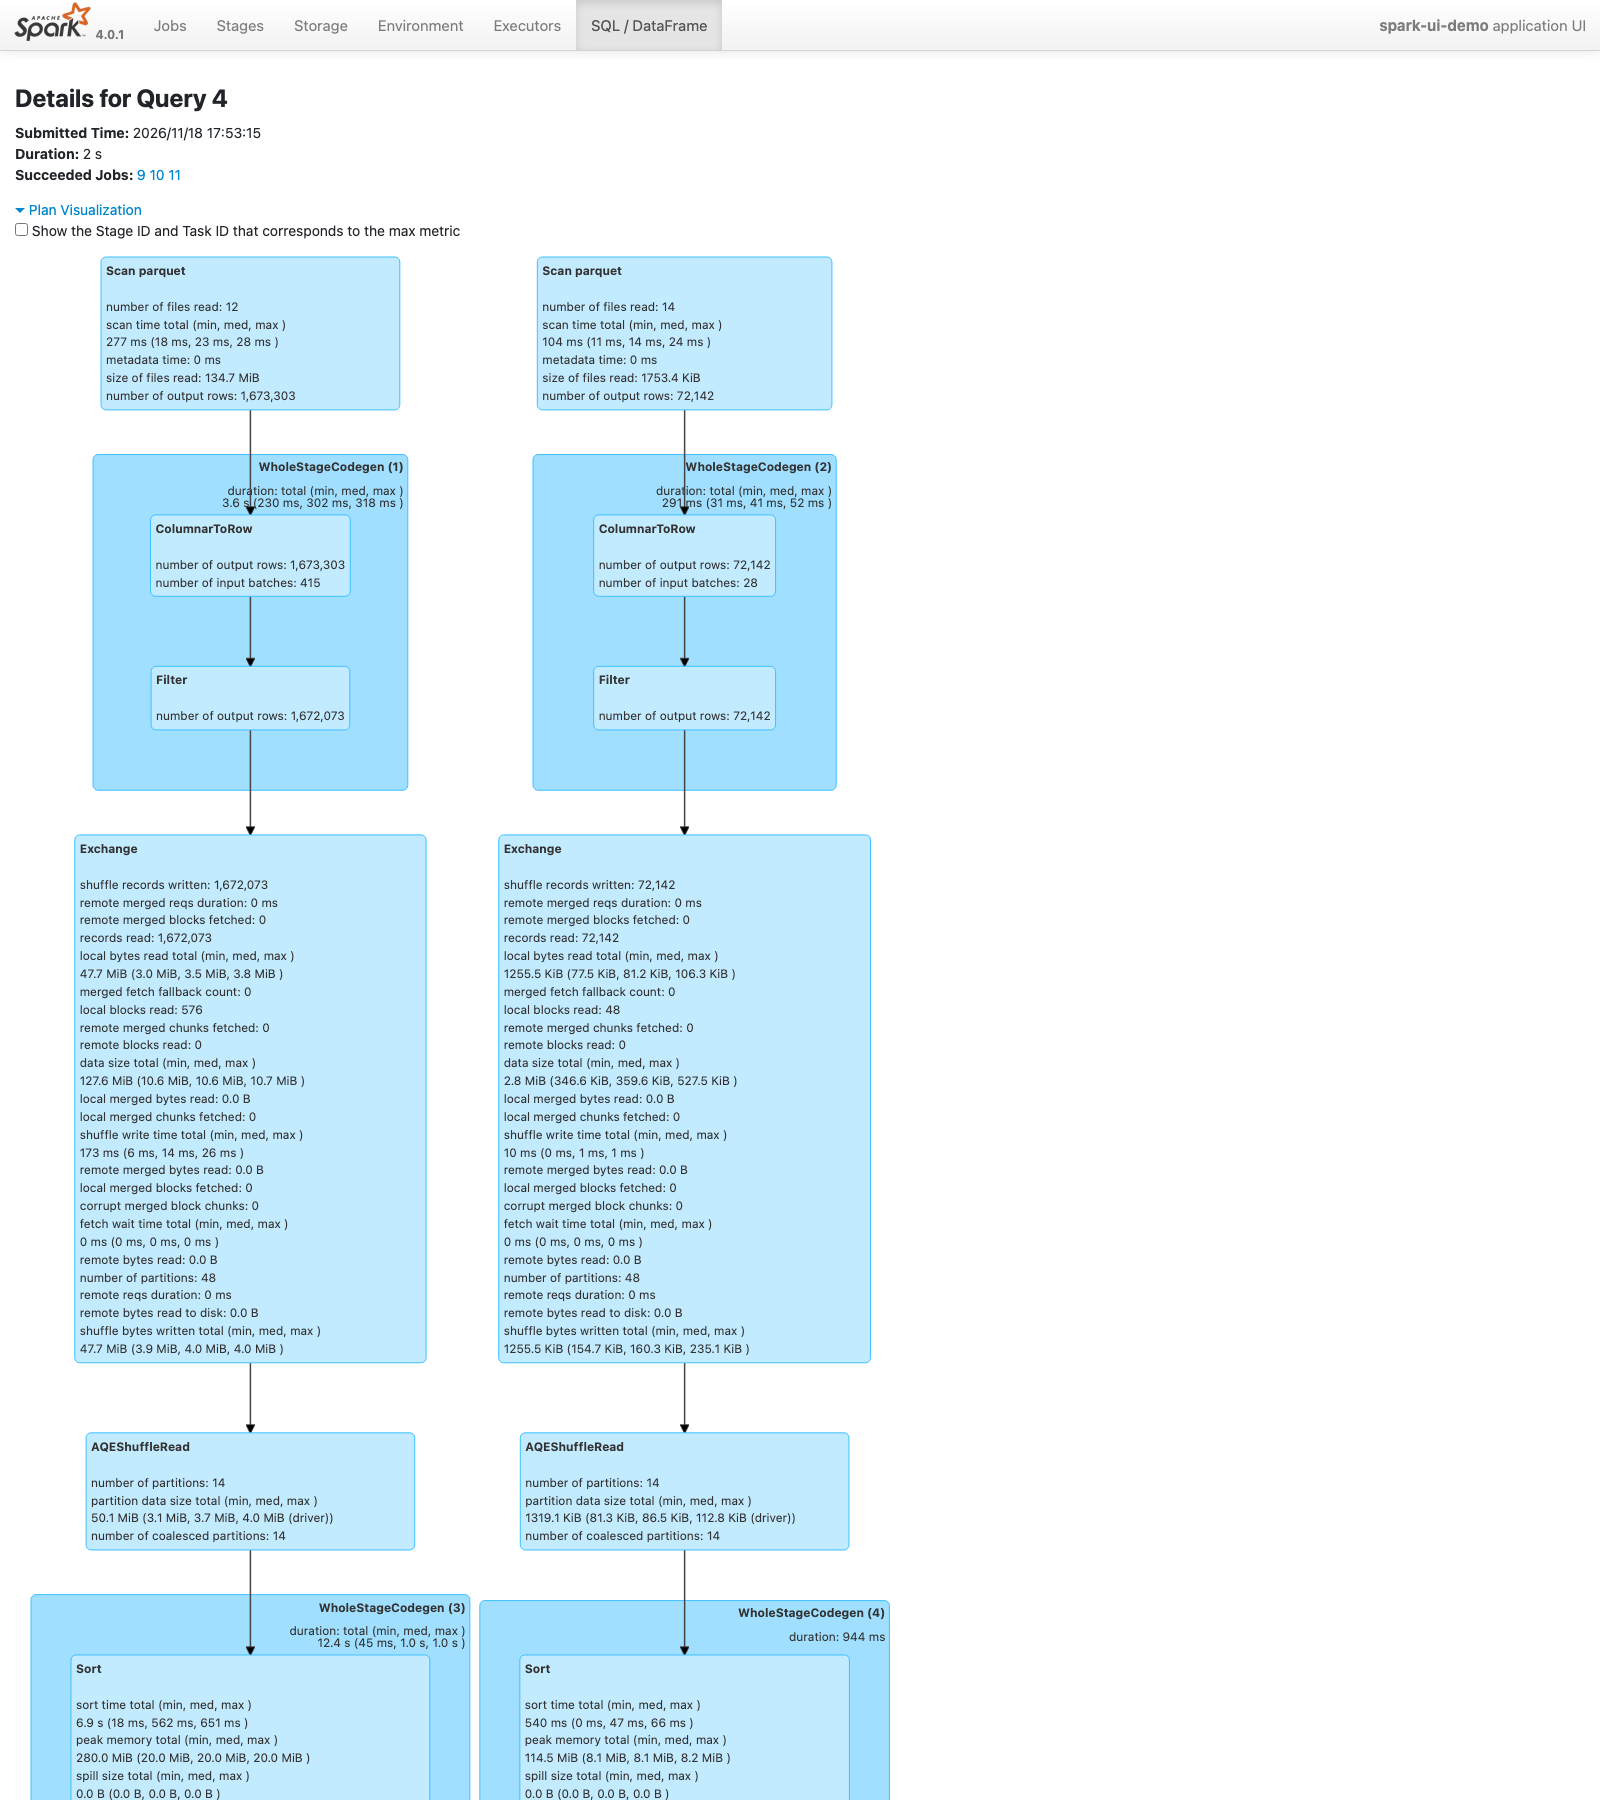 APACHE
Spark 4.0.1
Jobs
Stages
Storage
Environment
Executors
SQL / DataFrame
spark-ui-demo application UI
Details for Query 4
Submitted Time: 2026/11/18 17:53:15
Duration: 2 s
Succeeded Jobs: 9 10 11
Plan Visualization
Show the Stage ID and Task ID that corresponds to the max metric
Scan parquet
number of files read: 12
scan time total (min, med, max )
277 ms (18 ms, 23 ms, 28 ms )
metadata time: 0 ms
size of files read: 134.7 MiB
number of output rows: 1,673,303
WholeStageCodegen (1)
duration: total (min, med, max )
3.6 s (230 ms, 302 ms, 318 ms )
ColumnarToRow
number of output rows: 1,673,303
number of input batches: 415
Filter
number of output rows: 1,672,073
Exchange
shuffle records written: 1,672,073
remote merged reqs duration: 0 ms
remote merged blocks fetched: 0
records read: 1,672,073
local bytes read total (min, med, max )
47.7 MiB (3.0 MiB, 3.5 MiB, 3.8 MiB )
merged fetch fallback count: 0
local blocks read: 576
remote merged chunks fetched: 0
remote blocks read: 0
data size total (min, med, max )
127.6 MiB (10.6 MiB, 10.6 MiB, 10.7 MiB )
local merged bytes read: 0.0 B
local merged chunks fetched: 0
shuffle write time total (min, med, max )
173 ms (6 ms, 14 ms, 26 ms )
remote merged bytes read: 0.0 B
local merged blocks fetched: 0
corrupt merged block chunks: 0
fetch wait time total (min, med, max )
0 ms (0 ms, 0 ms, 0 ms )
remote bytes read: 0.0 B
number of partitions: 48
remote reqs duration: 0 ms
remote bytes read to disk: 0.0 B
shuffle bytes written total (min, med, max )
47.7 MiB (3.9 MiB, 4.0 MiB, 4.0 MiB )
AQEShuffleRead
number of partitions: 14
partition data size total (min, med, max )
50.1 MiB (3.1 MiB, 3.7 MiB, 4.0 MiB (driver))
number of coalesced partitions: 14
WholeStageCodegen (3)
duration: total (min, med, max )
12.4 s (45 ms, 1.0 s, 1.0 s )
Sort
sort time total (min, med, max )
6.9 s (18 ms, 562 ms, 651 ms )
peak memory total (min, med, max )
280.0 MiB (20.0 MiB, 20.0 MiB, 20.0 MiB )
spill size total (min, med, max )
0.0 B (0.0 B, 0.0 B, 0.0 B )
Scan parquet
number of files read: 14
scan time total (min, med, max )
104 ms (11 ms, 14 ms, 24 ms )
metadata time: 0 ms
size of files read: 1753.4 KiB
number of output rows: 72,142
WholeStageCodegen (2)
duration: total (min, med, max )
291 ms (31 ms, 41 ms, 52 ms )
ColumnarToRow
number of output rows: 72,142
number of input batches: 28
Filter
number of output rows: 72,142
Exchange
shuffle records written: 72,142
remote merged reqs duration: 0 ms
remote merged blocks fetched: 0
records read: 72,142
local bytes read total (min, med, max )
1255.5 KiB (77.5 KiB, 81.2 KiB, 106.3 KiB )
merged fetch fallback count: 0
local blocks read: 48
remote merged chunks fetched: 0
remote blocks read: 0
data size total (min, med, max )
2.8 MiB (346.6 KiB, 359.6 KiB, 527.5 KiB )
local merged bytes read: 0.0 B
local merged chunks fetched: 0
shuffle write time total (min, med, max )
10 ms (0 ms, 1 ms, 1 ms )
remote merged bytes read: 0.0 B
local merged blocks fetched: 0
corrupt merged block chunks: 0
fetch wait time total (min, med, max )
0 ms (0 ms, 0 ms, 0 ms )
remote bytes read: 0.0 B
number of partitions: 48
remote reqs duration: 0 ms
remote bytes read to disk: 0.0 B
shuffle bytes written total (min, med, max )
1255.5 KiB (154.7 KiB, 160.3 KiB, 235.1 KiB )
AQEShuffleRead
number of partitions: 14
partition data size total (min, med, max )
1319.1 KiB (81.3 KiB, 86.5 KiB, 112.8 KiB (driver))
number of coalesced partitions: 14
WholeStageCodegen (4)
duration: 944 ms
Sort
sort time total (min, med, max )
540 ms (0 ms, 47 ms, 66 ms )
peak memory total (min, med, max )
114.5 MiB (8.1 MiB, 8.1 MiB, 8.2 MiB )
spill size total (min, med, max )
0.0 B (0.0 B, 0.0 B, 0.0 B )